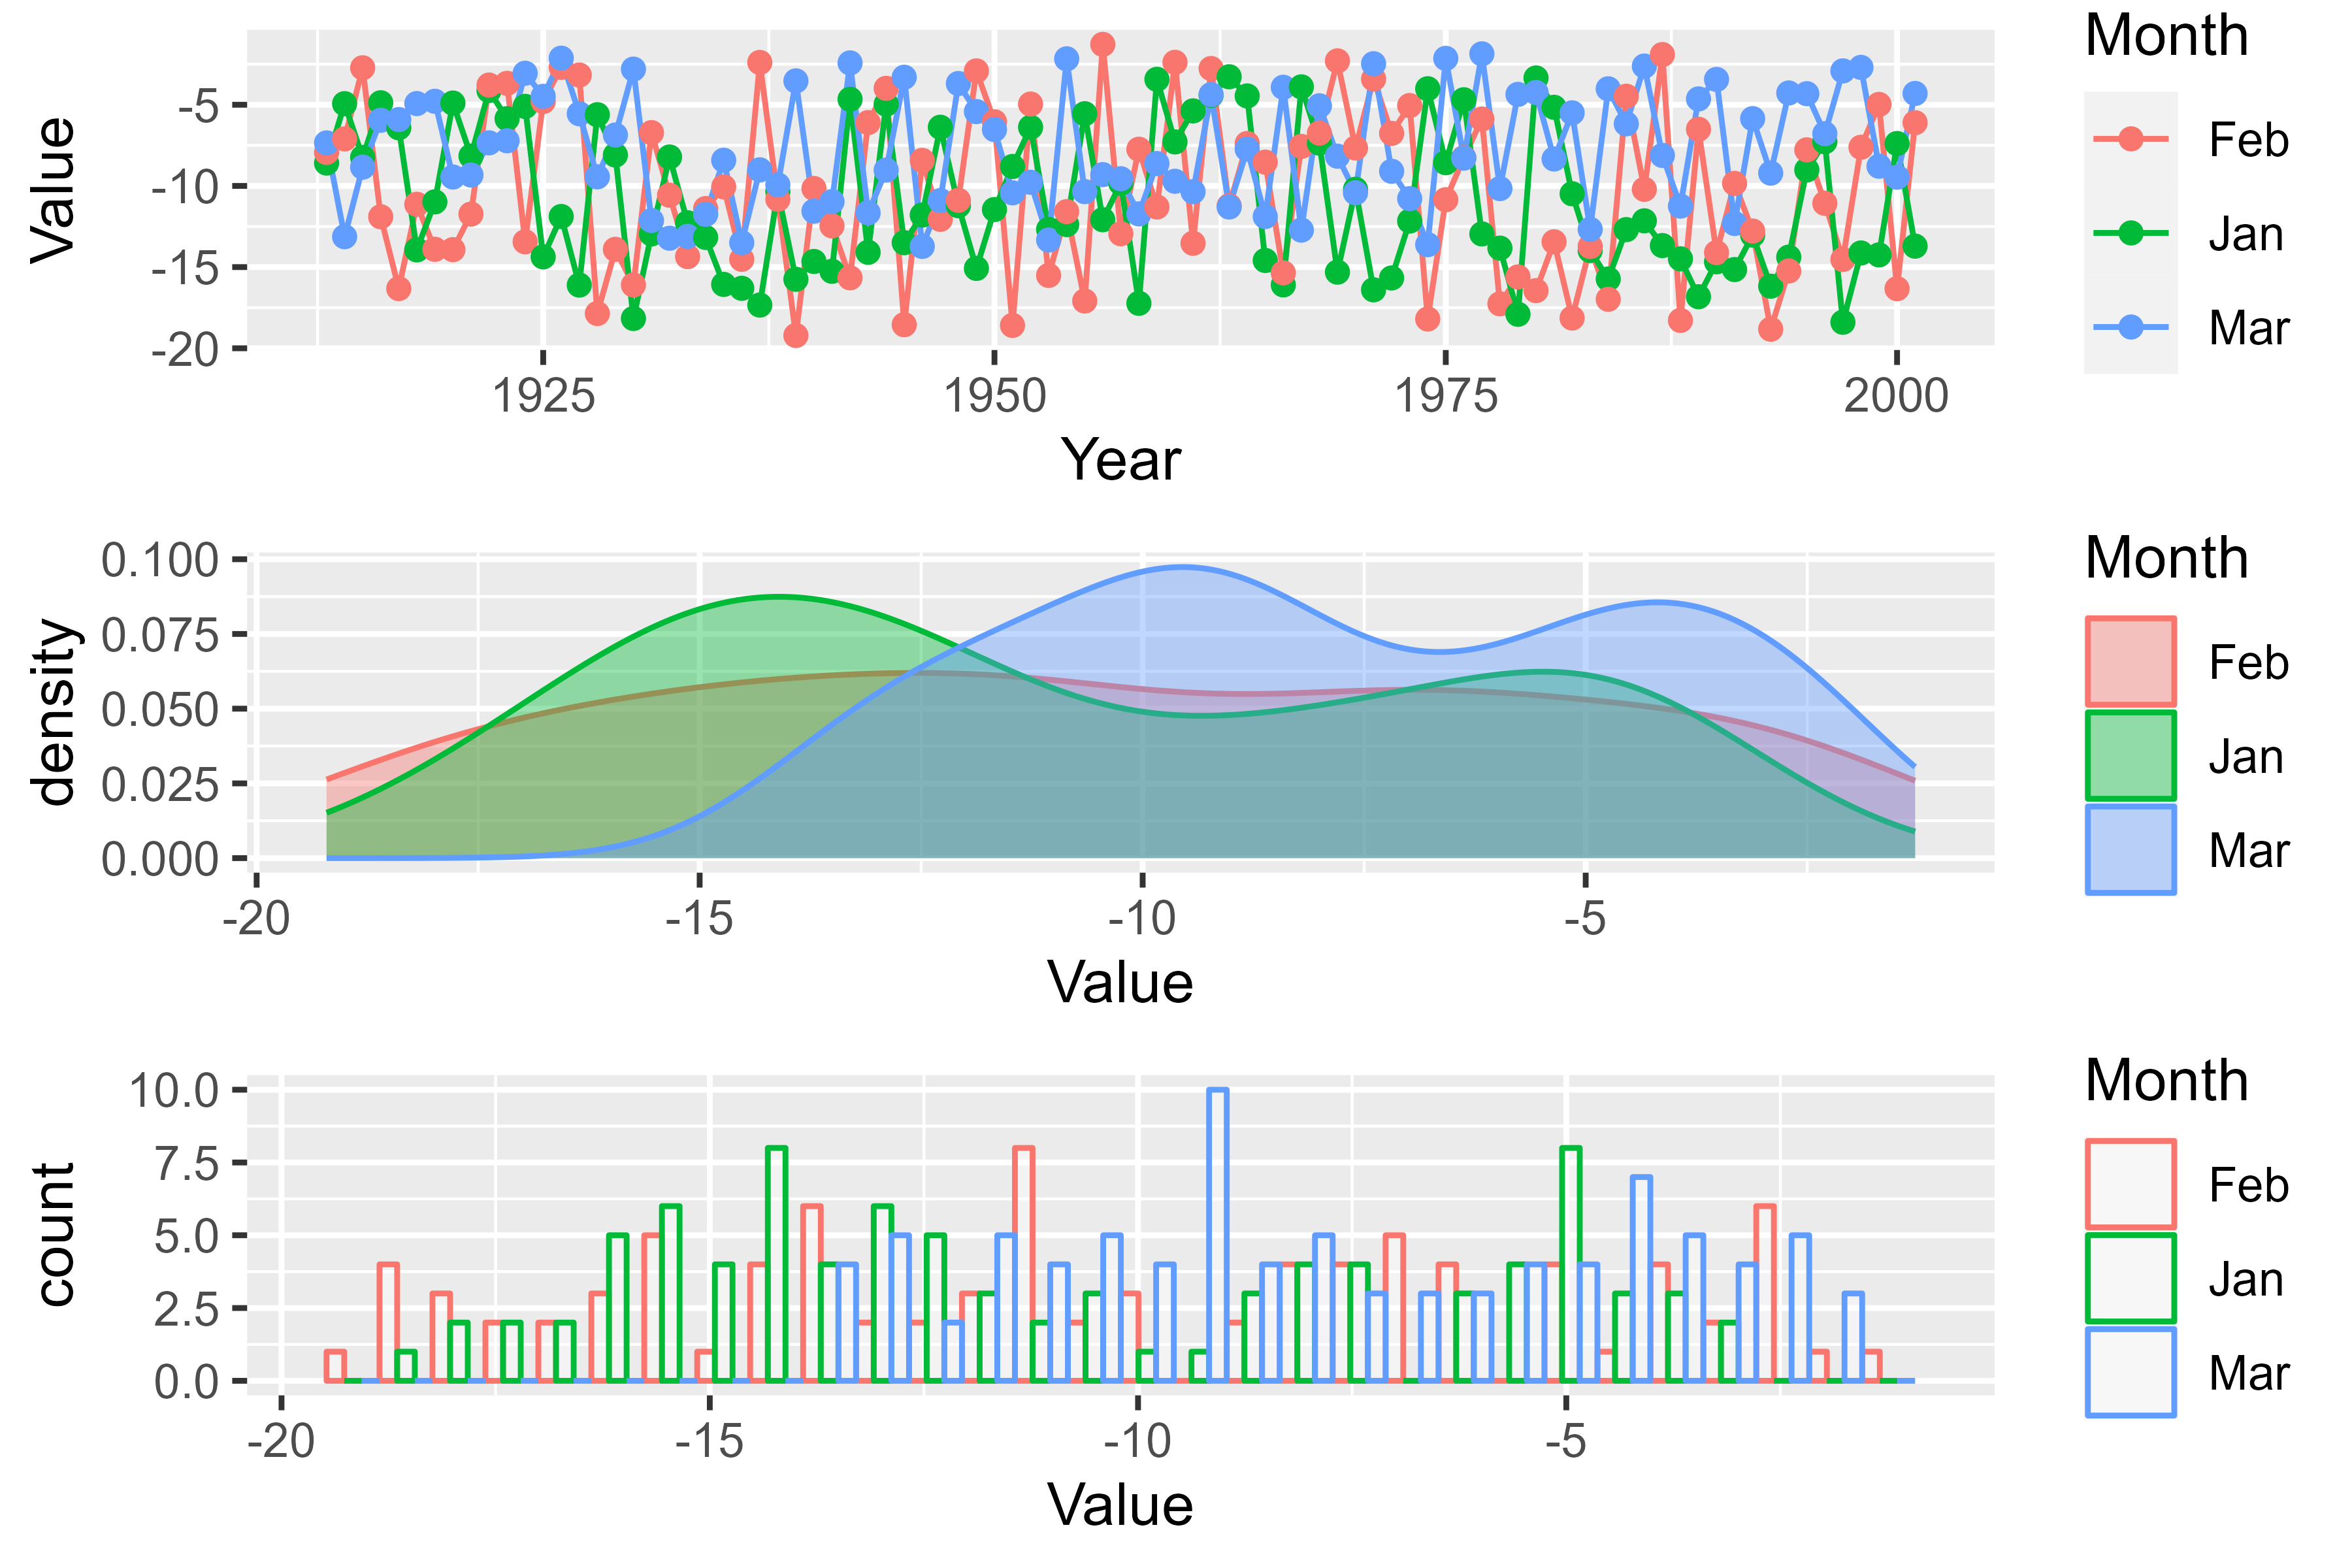 Value
-5
-10
-15
-20
1925 1950 1975 2000
Year
Month
Feb
Jan
Mar
density
0.100
0.075
0.050
0.025
0.000
-20 -15 -10 -5
Value
Month
Feb
Jan
Mar
count
10.0
7.5
5.0
2.5
0.0
-20 -15 -10 -5
Value
Month
Feb
Jan
Mar